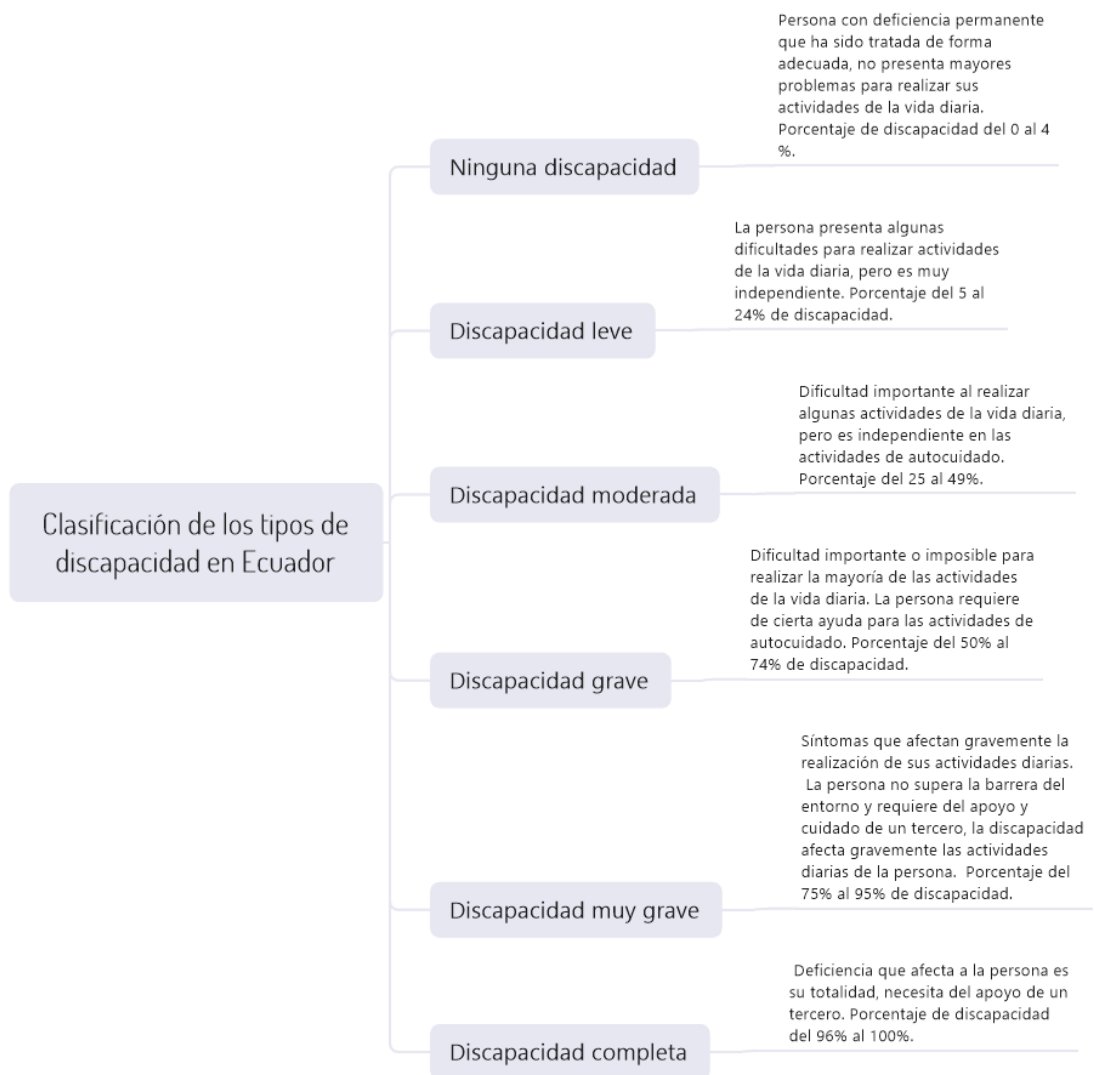 Clasificación de los tipos de
discapacidad en Ecuador
Ninguna discapacidad
Persona con deficiencia permanente
que ha sido tratada de forma
adecuada, no presenta mayores
problemas para realizar sus
actividades de la vida diaria.
Porcentaje de discapacidad del 0 al 4
%.
Discapacidad leve
La persona presenta algunas
dificultades para realizar actividades
de la vida diaria, pero es muy
independiente. Porcentaje del 5 al
24% de discapacidad.
Discapacidad moderada
Dificultad importante al realizar
algunas actividades de la vida diaria,
pero es independiente en las
actividades de autocuidado.
Porcentaje del 25 al 49%.
Discapacidad grave
Dificultad importante o imposible para
realizar la mayoría de las actividades
de la vida diaria. La persona requiere
de cierta ayuda para las actividades de
autocuidado. Porcentaje del 50% al
74% de discapacidad.
Discapacidad muy grave
Síntomas que afectan gravemente la
realización de sus actividades diarias.
La persona no supera la barrera del
entorno y requiere del apoyo y
cuidado de un tercero, la discapacidad
afecta gravemente las actividades
diarias de la persona.  Porcentaje del
75% al 95% de discapacidad.
Discapacidad completa
Deficiencia que afecta a la persona es
su totalidad, necesita del apoyo de un
tercero. Porcentaje de discapacidad
del 96% al 100%.